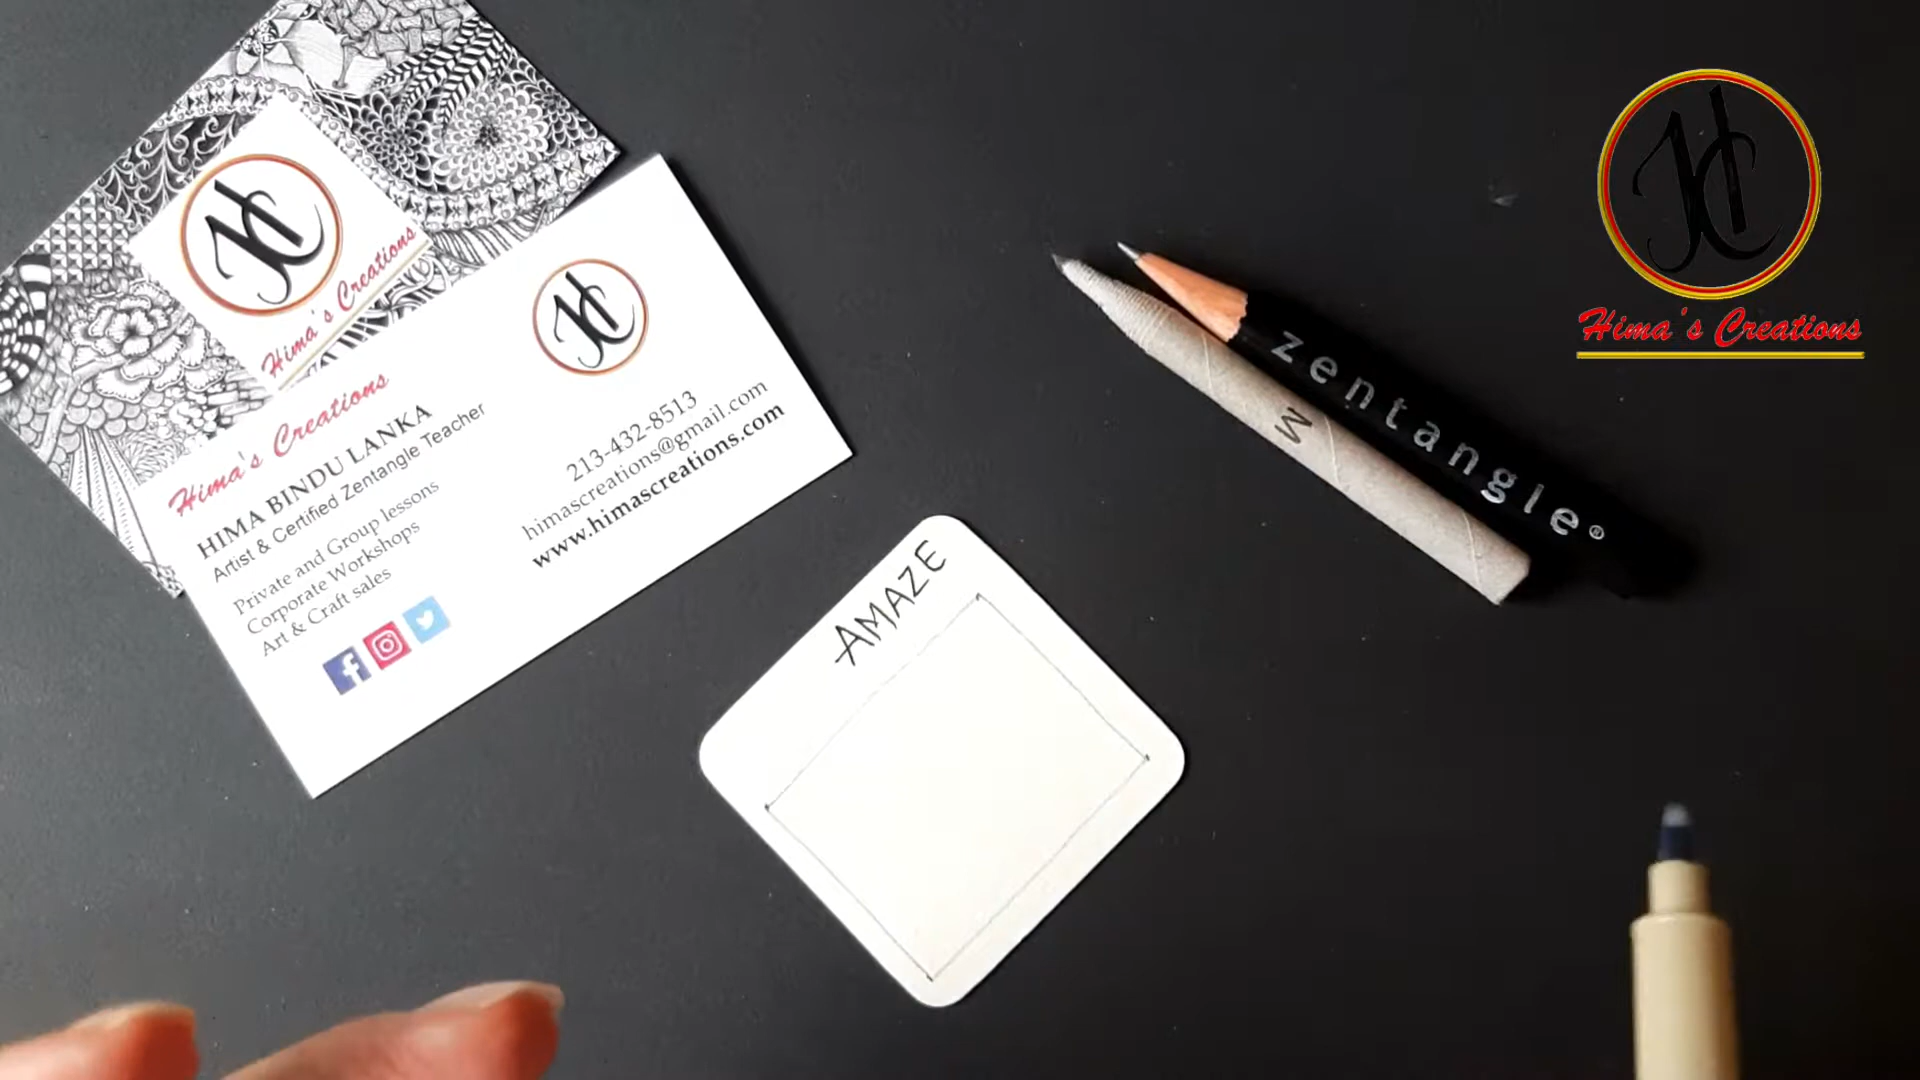 Hima's Creations
Hima's Creations
HIMA BINDU LANKA
Artist & Certified Zentangle Teacher
Private and Group lessons
Corporate Workshops
Art & Craft sales
213-432-8513
himascreations@gmail.com
www.himascreations.com
AMAZE
M
zentangle®
Hima's Creations